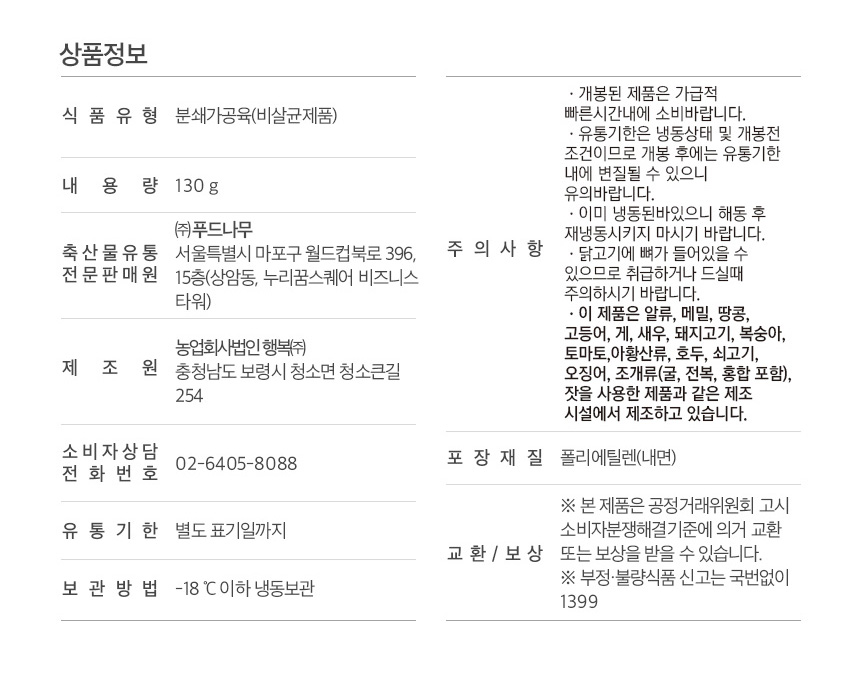 상품정보
식품유형 분쇄가공육(비살균제품)
내용량 130 g
축산물유통
전문판매원
㈜푸드나무
서울특별시 마포구 월드컵북로 396,
15층(상암동, 누리꿈스퀘어 비즈니스
타워)
제조원
농업회사법인 행복㈜
충청남도 보령시 청소면 청소큰길
254
소비자상담
전화번호
02-6405-8088
유통기한 별도 표기일까지
보관방법 -18 ℃ 이하 냉동보관
주의사항
· 개봉된 제품은 가급적
빠른시간내에 소비바랍니다.
· 유통기한은 냉동상태 및 개봉전
조건이므로 개봉 후에는 유통기한
내에 변질될 수 있으니
유의바랍니다.
· 이미 냉동된바있으니 해동 후
재냉동시키지 마시기 바랍니다.
· 닭고기에 뼈가 들어있을 수
있으므로 취급하거나 드실때
주의하시기 바랍니다.
· 이 제품은 알류, 메밀, 땅콩,
고등어, 게, 새우, 돼지고기, 복숭아,
토마토,아황산류, 호두, 쇠고기,
오징어, 조개류(굴, 전복, 홍합 포함),
잣을 사용한 제품과 같은 제조
시설에서 제조하고 있습니다.
포장재질 폴리에틸렌(내면)
교환/보상
※ 본 제품은 공정거래위원회 고시
소비자분쟁해결기준에 의거 교환
또는 보상을 받을 수 있습니다.
※ 부정·불량식품 신고는 국번없이
1399